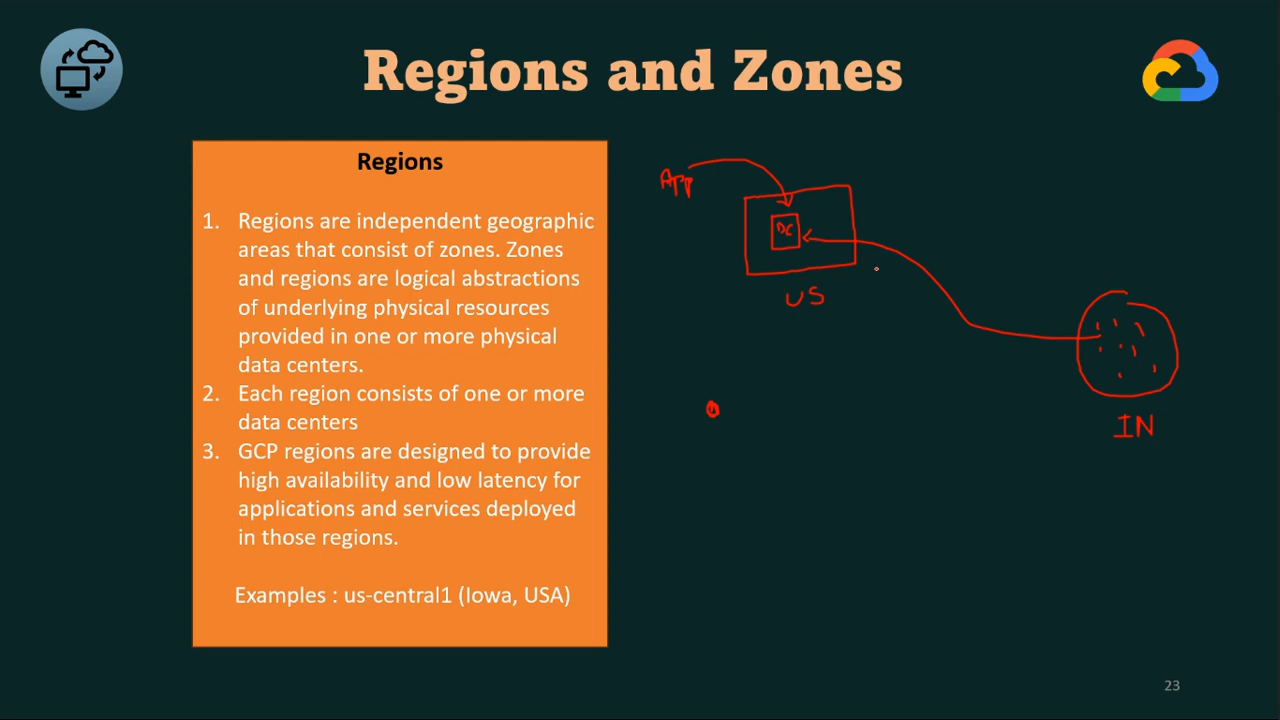 Regions and Zones
Regions
1. Regions are independent geographic
areas that consist of zones. Zones
and regions are logical abstractions
of underlying physical resources
provided in one or more physical
data centers.
2. Each region consists of one or more
data centers
3. GCP regions are designed to provide
high availability and low latency for
applications and services deployed
in those regions.
Examples : us-central1 (Iowa, USA)
App
DC
US
IN
23